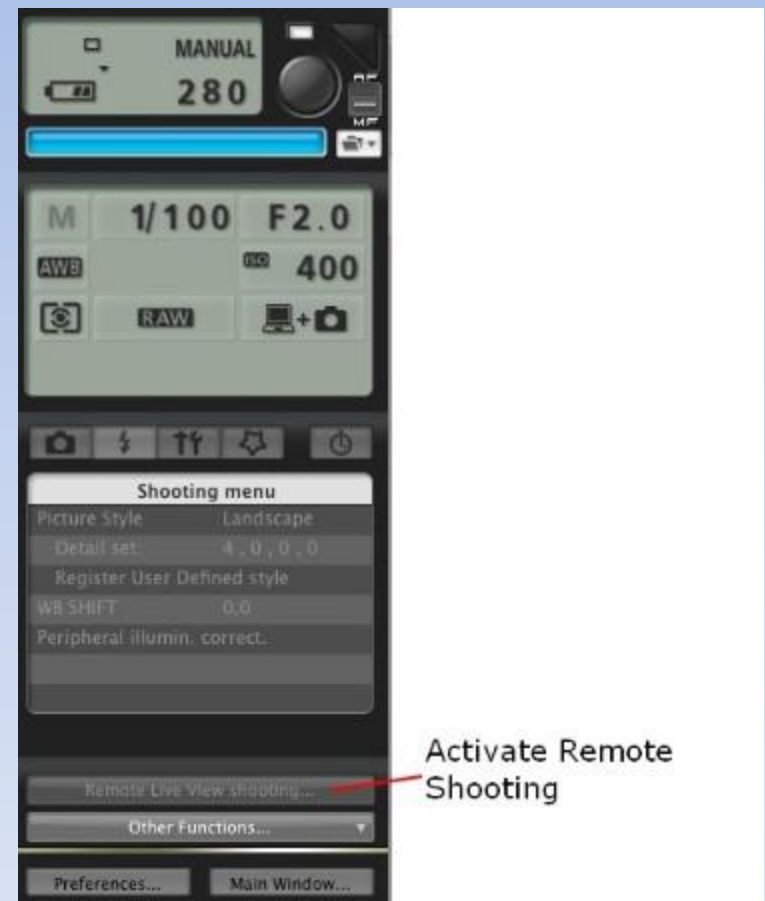 MANUAL
280
AF
MF
M 1/100 F2.0
AWB ISO 400
RAW +
Shooting menu
Picture Style Landscape
Detail set. 4,0,0,0
Register User Defined style
WB SHIFT 0,0
Peripheral illumin. correct.
Remote Live View shooting...
Other Functions...
Preferences... Main Window...
Activate Remote
Shooting